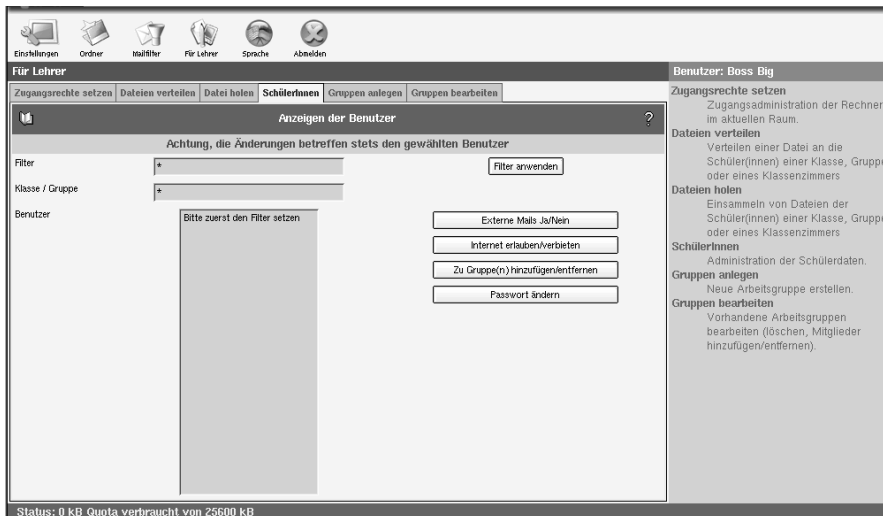 Einstellungen Ordner Mailfilter Für Lehrer Sprache Abmelden
Für Lehrer
Zugangsrechte setzen Dateien verteilen Datei holen SchülerInnen Gruppen anlegen Gruppen bearbeiten
Anzeigen der Benutzer ?
Achtung, die Änderungen betreffen stets den gewählten Benutzer
Filter * Filter anwenden
Klasse / Gruppe *
Benutzer
Bitte zuerst den Filter setzen
Externe Mails Ja/Nein
Internet erlauben/verbieten
Zu Gruppe(n) hinzufügen/entfernen
Passwort ändern
Benutzer: Boss Big
Zugangsrechte setzen
Zugangsadministration der Rechner
im aktuellen Raum.
Dateien verteilen
Verteilen einer Datei an die
Schüler(innen) einer Klasse, Gruppe
oder eines Klassenzimmers
Dateien holen
Einsammeln von Dateien der
Schüler(innen) einer Klasse, Gruppe
oder eines Klassenzimmers
SchülerInnen
Administration der Schülerdaten.
Gruppen anlegen
Neue Arbeitsgruppe erstellen.
Gruppen bearbeiten
Vorhandene Arbeitsgruppen
bearbeiten (löschen, Mitglieder
hinzufügen/entfernen).
Status: 0 kB Quota verbraucht von 25600 kB